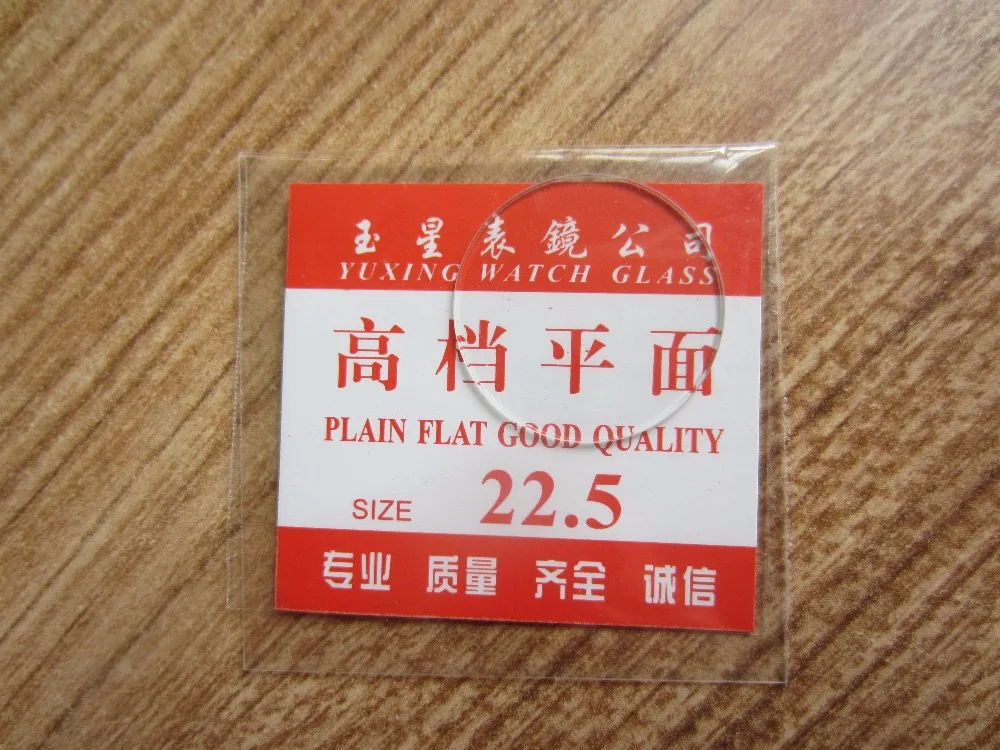 玉星表鏡公司
YUXING WATCH GLASS
高档平面
PLAIN FLAT GOOD QUALITY
SIZE 22.5
专业 质量 齐全 诚信